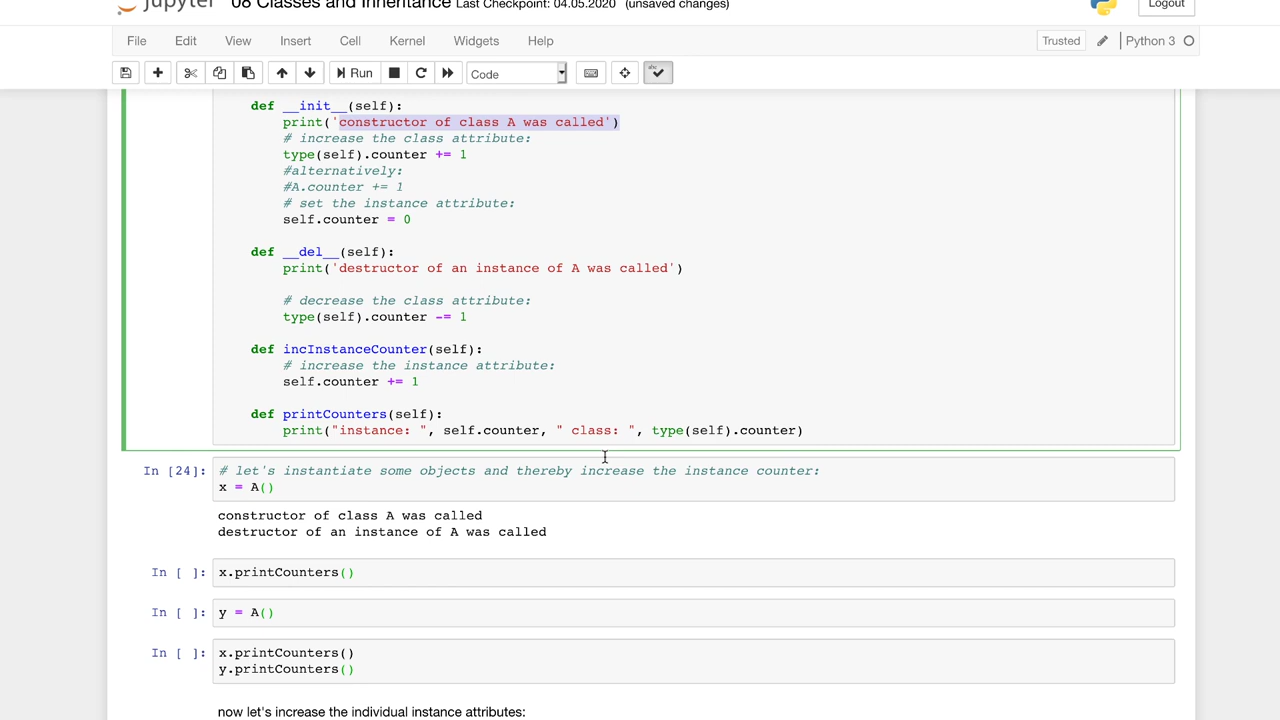 jupyter 08 Classes and Inheritance Last Checkpoint: 04.05.2020 (unsaved changes) Logout
File Edit View Insert Cell Kernel Widgets Help Trusted Python 3
Run Code
def __init__(self):
print('constructor of class A was called')
# increase the class attribute:
type(self).counter += 1
#alternatively:
#A.counter += 1
# set the instance attribute:
self.counter = 0
def __del__(self):
print('destructor of an instance of A was called')
# decrease the class attribute:
type(self).counter -= 1
def incInstanceCounter(self):
# increase the instance attribute:
self.counter += 1
def printCounters(self):
print("instance: ", self.counter, " class: ", type(self).counter)
In [24]: # let's instantiate some objects and thereby increase the instance counter:
x = A()
constructor of class A was called
destructor of an instance of A was called
In [ ]: x.printCounters()
In [ ]: y = A()
In [ ]: x.printCounters()
y.printCounters()
now let's increase the individual instance attributes: